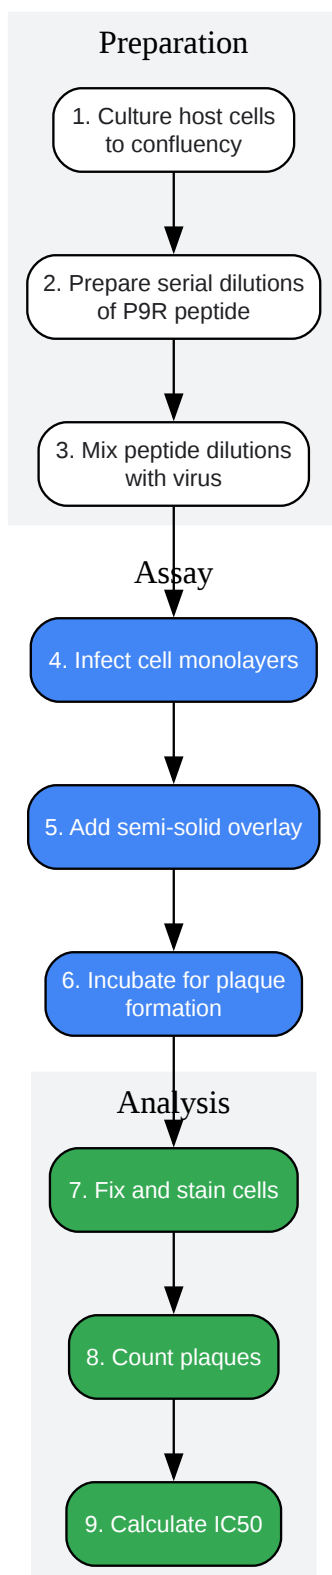 Preparation
1. Culture host cells
to confluency
2. Prepare serial dilutions
of P9R peptide
3. Mix peptide dilutions
with virus
Assay
4. Infect cell monolayers
5. Add semi-solid overlay
6. Incubate for plaque
formation
Analysis
7. Fix and stain cells
8. Count plaques
9. Calculate IC50